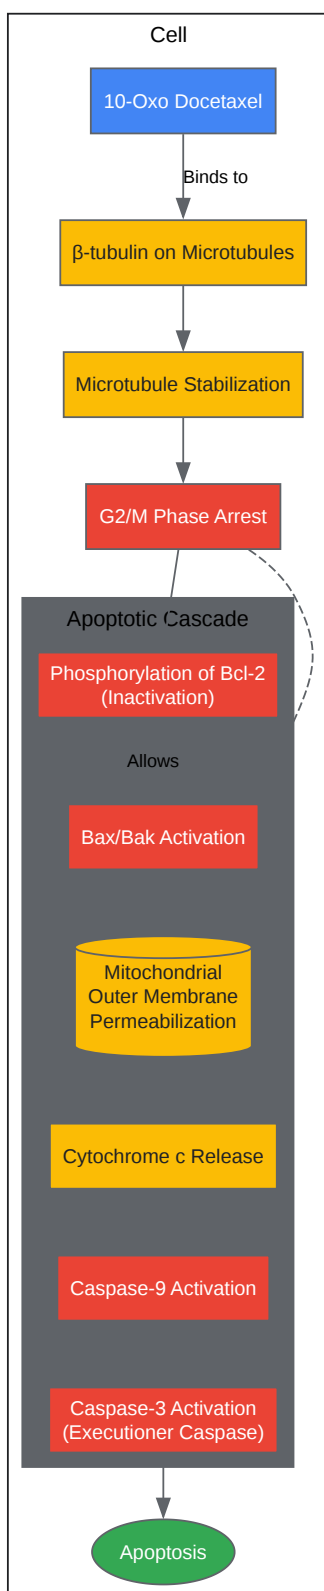 Cell
10-Oxo Docetaxel
Binds to
β-tubulin on Microtubules
Microtubule Stabilization
G2/M Phase Arrest
Apoptotic Cascade
Phosphorylation of Bcl-2
(Inactivation)
Allows
Bax/Bak Activation
Mitochondrial
Outer Membrane
Permeabilization
Cytochrome c Release
Caspase-9 Activation
Caspase-3 Activation
(Executioner Caspase)
Apoptosis